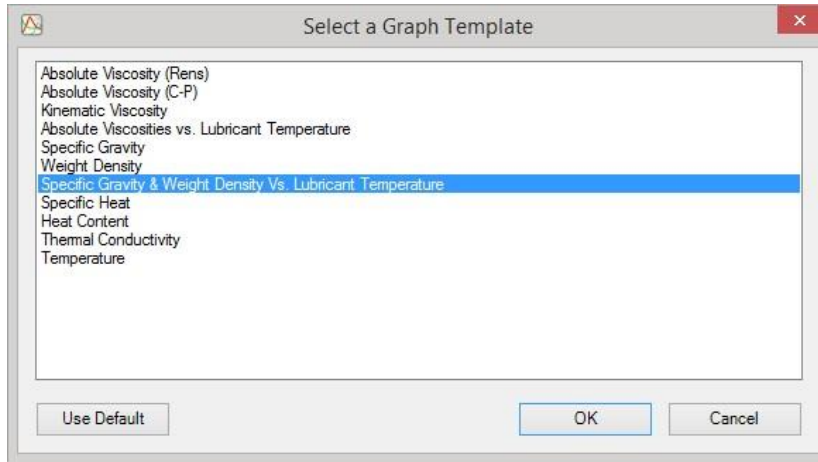 Select a Graph Template
Absolute Viscosity (Rens)
Absolute Viscosity (C-P)
Kinematic Viscosity
Absolute Viscosities vs. Lubricant Temperature
Specific Gravity
Weight Density
Specific Gravity & Weight Density Vs. Lubricant Temperature
Specific Heat
Heat Content
Thermal Conductivity
Temperature
Use Default OK Cancel